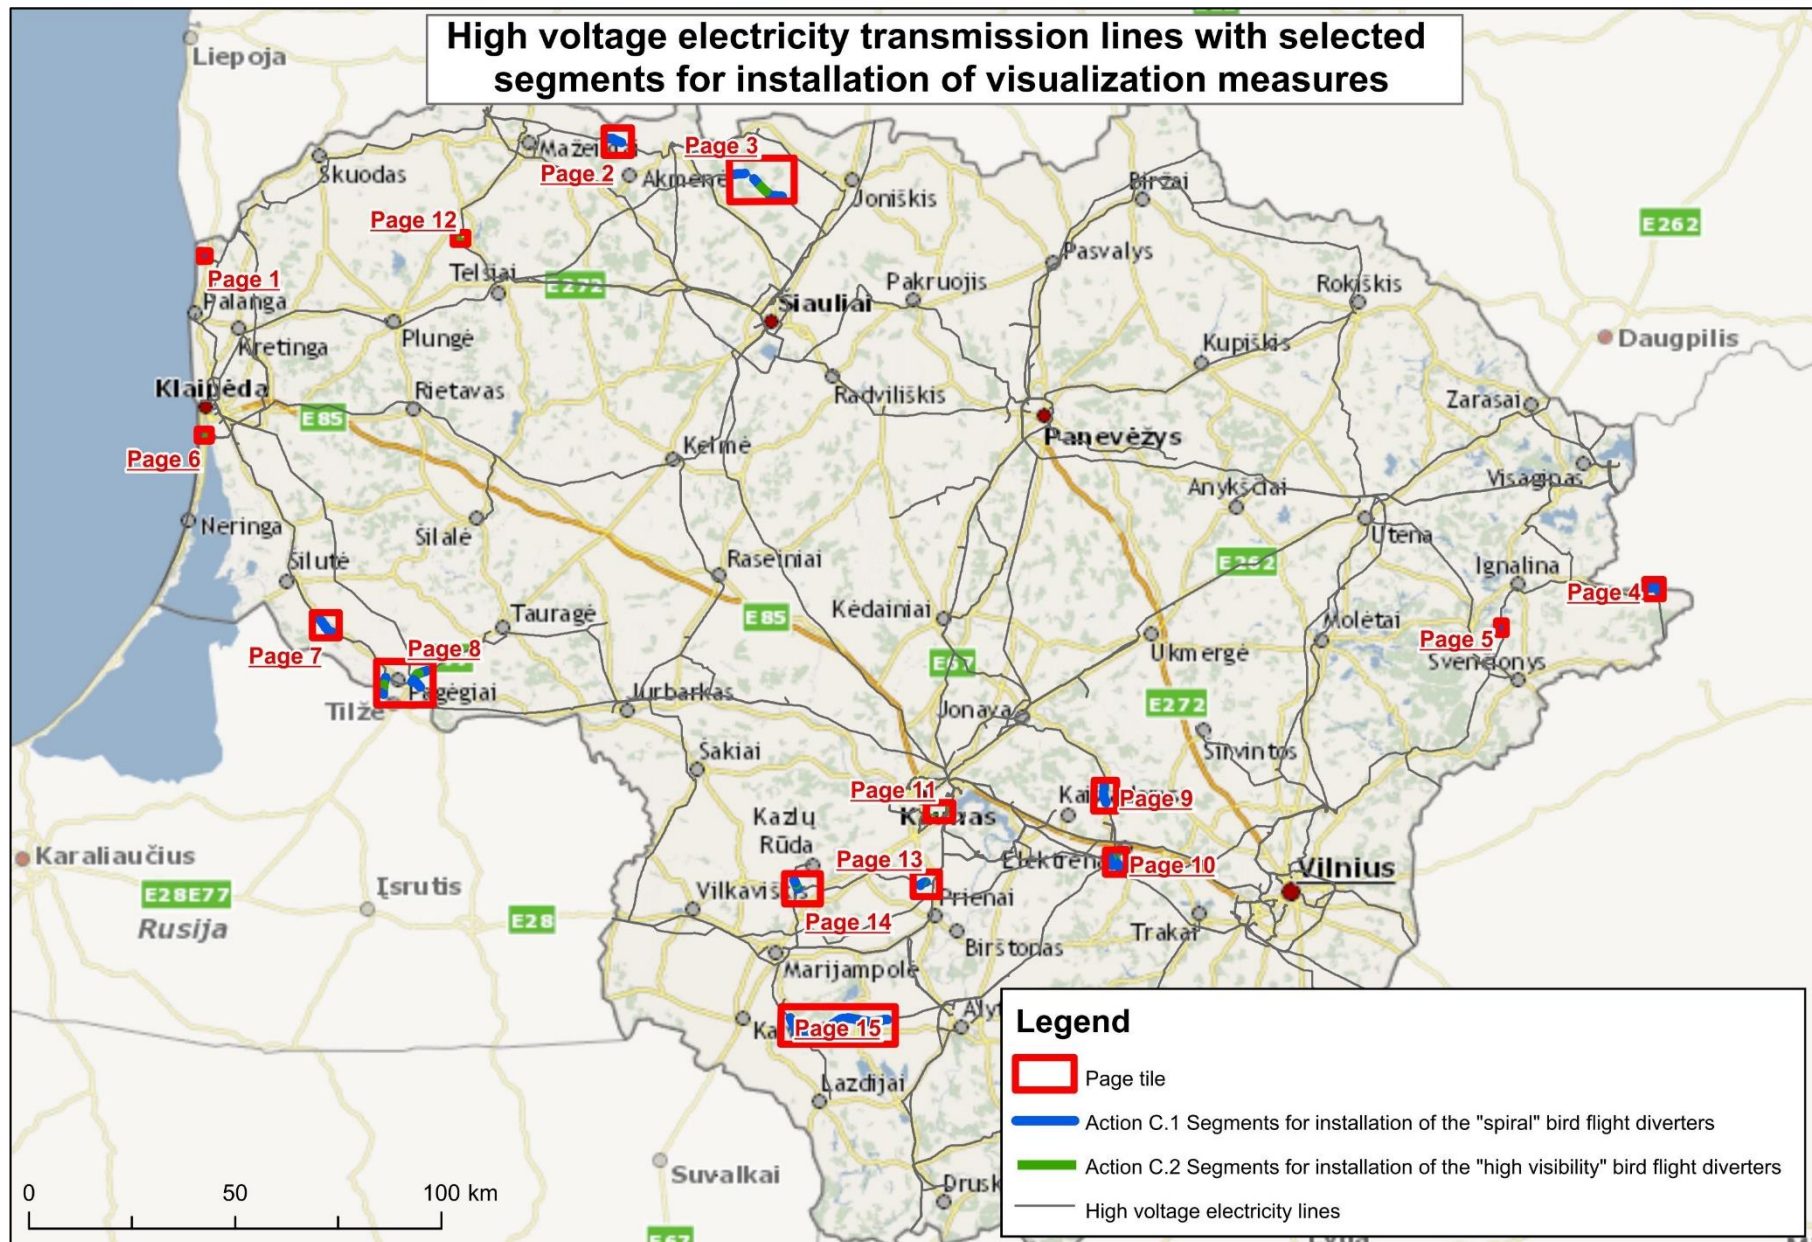 High voltage electricity transmission lines with selected
segments for installation of visualization measures
Liepoja
Mažeikiai
Page 3
Page 2
Akmenė
Skuodas
Joniškis
Biržai
E262
Page 12
Page 1
Telšiai
E272
Pasvalys
Pakruojis
Rokiškis
Palanga
Šiauliai
Plungė
Kretinga
Kupiškis
Daugpilis
Klaipėda
Rietavas
Radviliškis
Zarasai
E85
Panevėžys
Page 6
Kelmė
Visaginas
Anykščiai
Neringa
Šilalė
Utena
Šilutė
Raseiniai
E262
Ignalina
Page 4
Tauragė
E85
Kėdainiai
Molėtai
Page 5
Page 7
Page 8
Ukmergė
Švenčionys
E67
Pagėgiai
Tilžė
Jurbarkas
Jonava
E272
Širvintos
Šakiai
Page 11
Page 9
Kazlų
Rūda
Kaunas
Karaliaučius
Page 13
Elektrėnai
Page 10
Vilnius
E28E77
Įsrutis
Vilkaviškis
Prienai
Rusija
E28
Page 14
Birštonas
Trakai
Marijampolė
Page 15
Lazdijai
Suvalkai
Drusk
E67
0
50
100 km
Legend
Page tile
Action C.1 Segments for installation of the "spiral" bird flight diverters
Action C.2 Segments for installation of the "high visibility" bird flight diverters
High voltage electricity lines